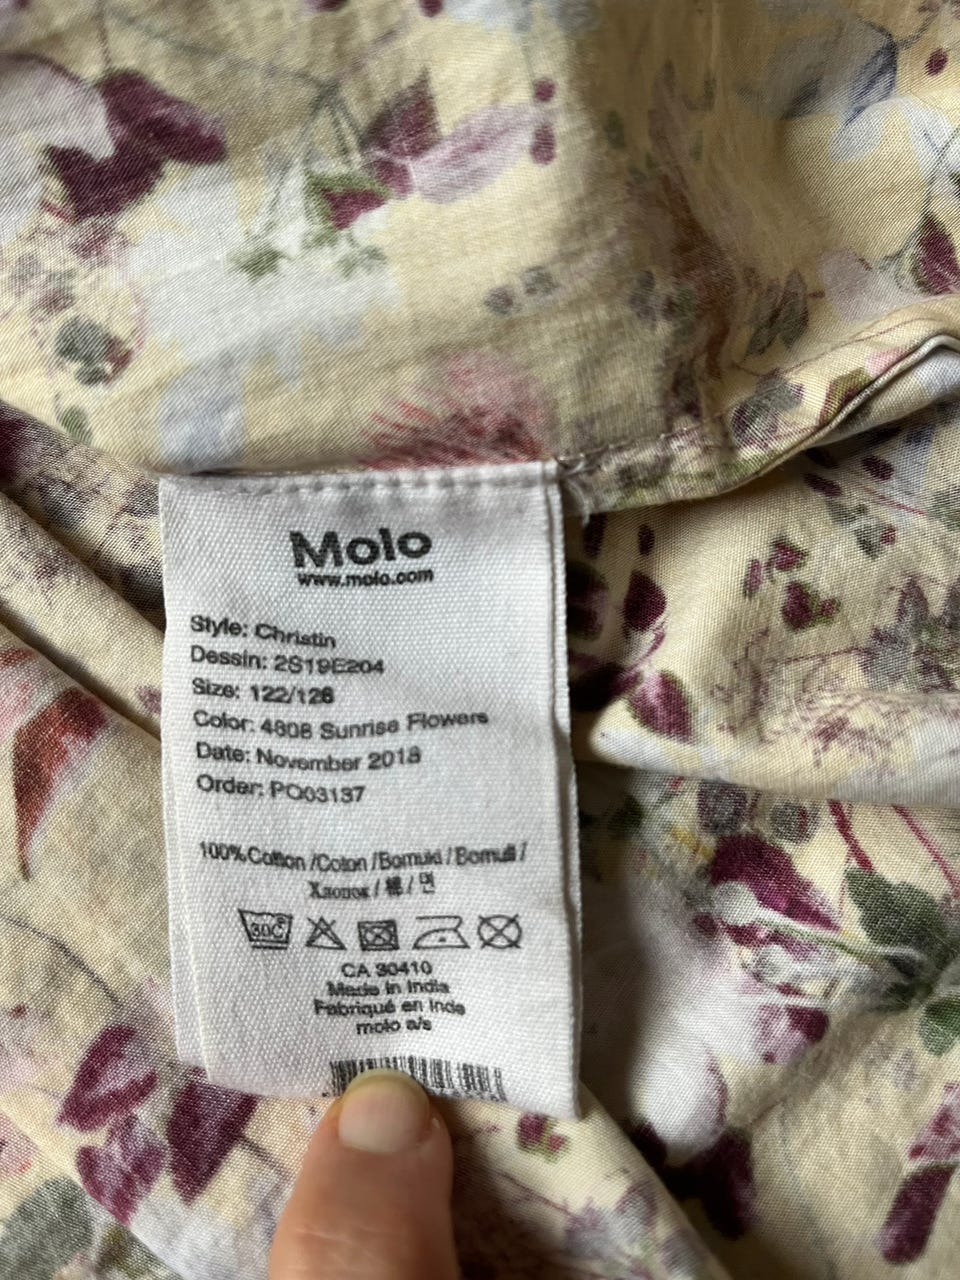 Molo
www.molo.com
Style: Christin
Dessin: 2S19E204
Size: 122/128
Color: 4808 Sunrise Flowers
Date: November 2018
Order: PO03137
100%Cotton /Coton /Bomuld / Bomull /
Хлопок / 棉 / 면
30C
CA 30410
Made in India
Fabriqué en Inde
molo a/s